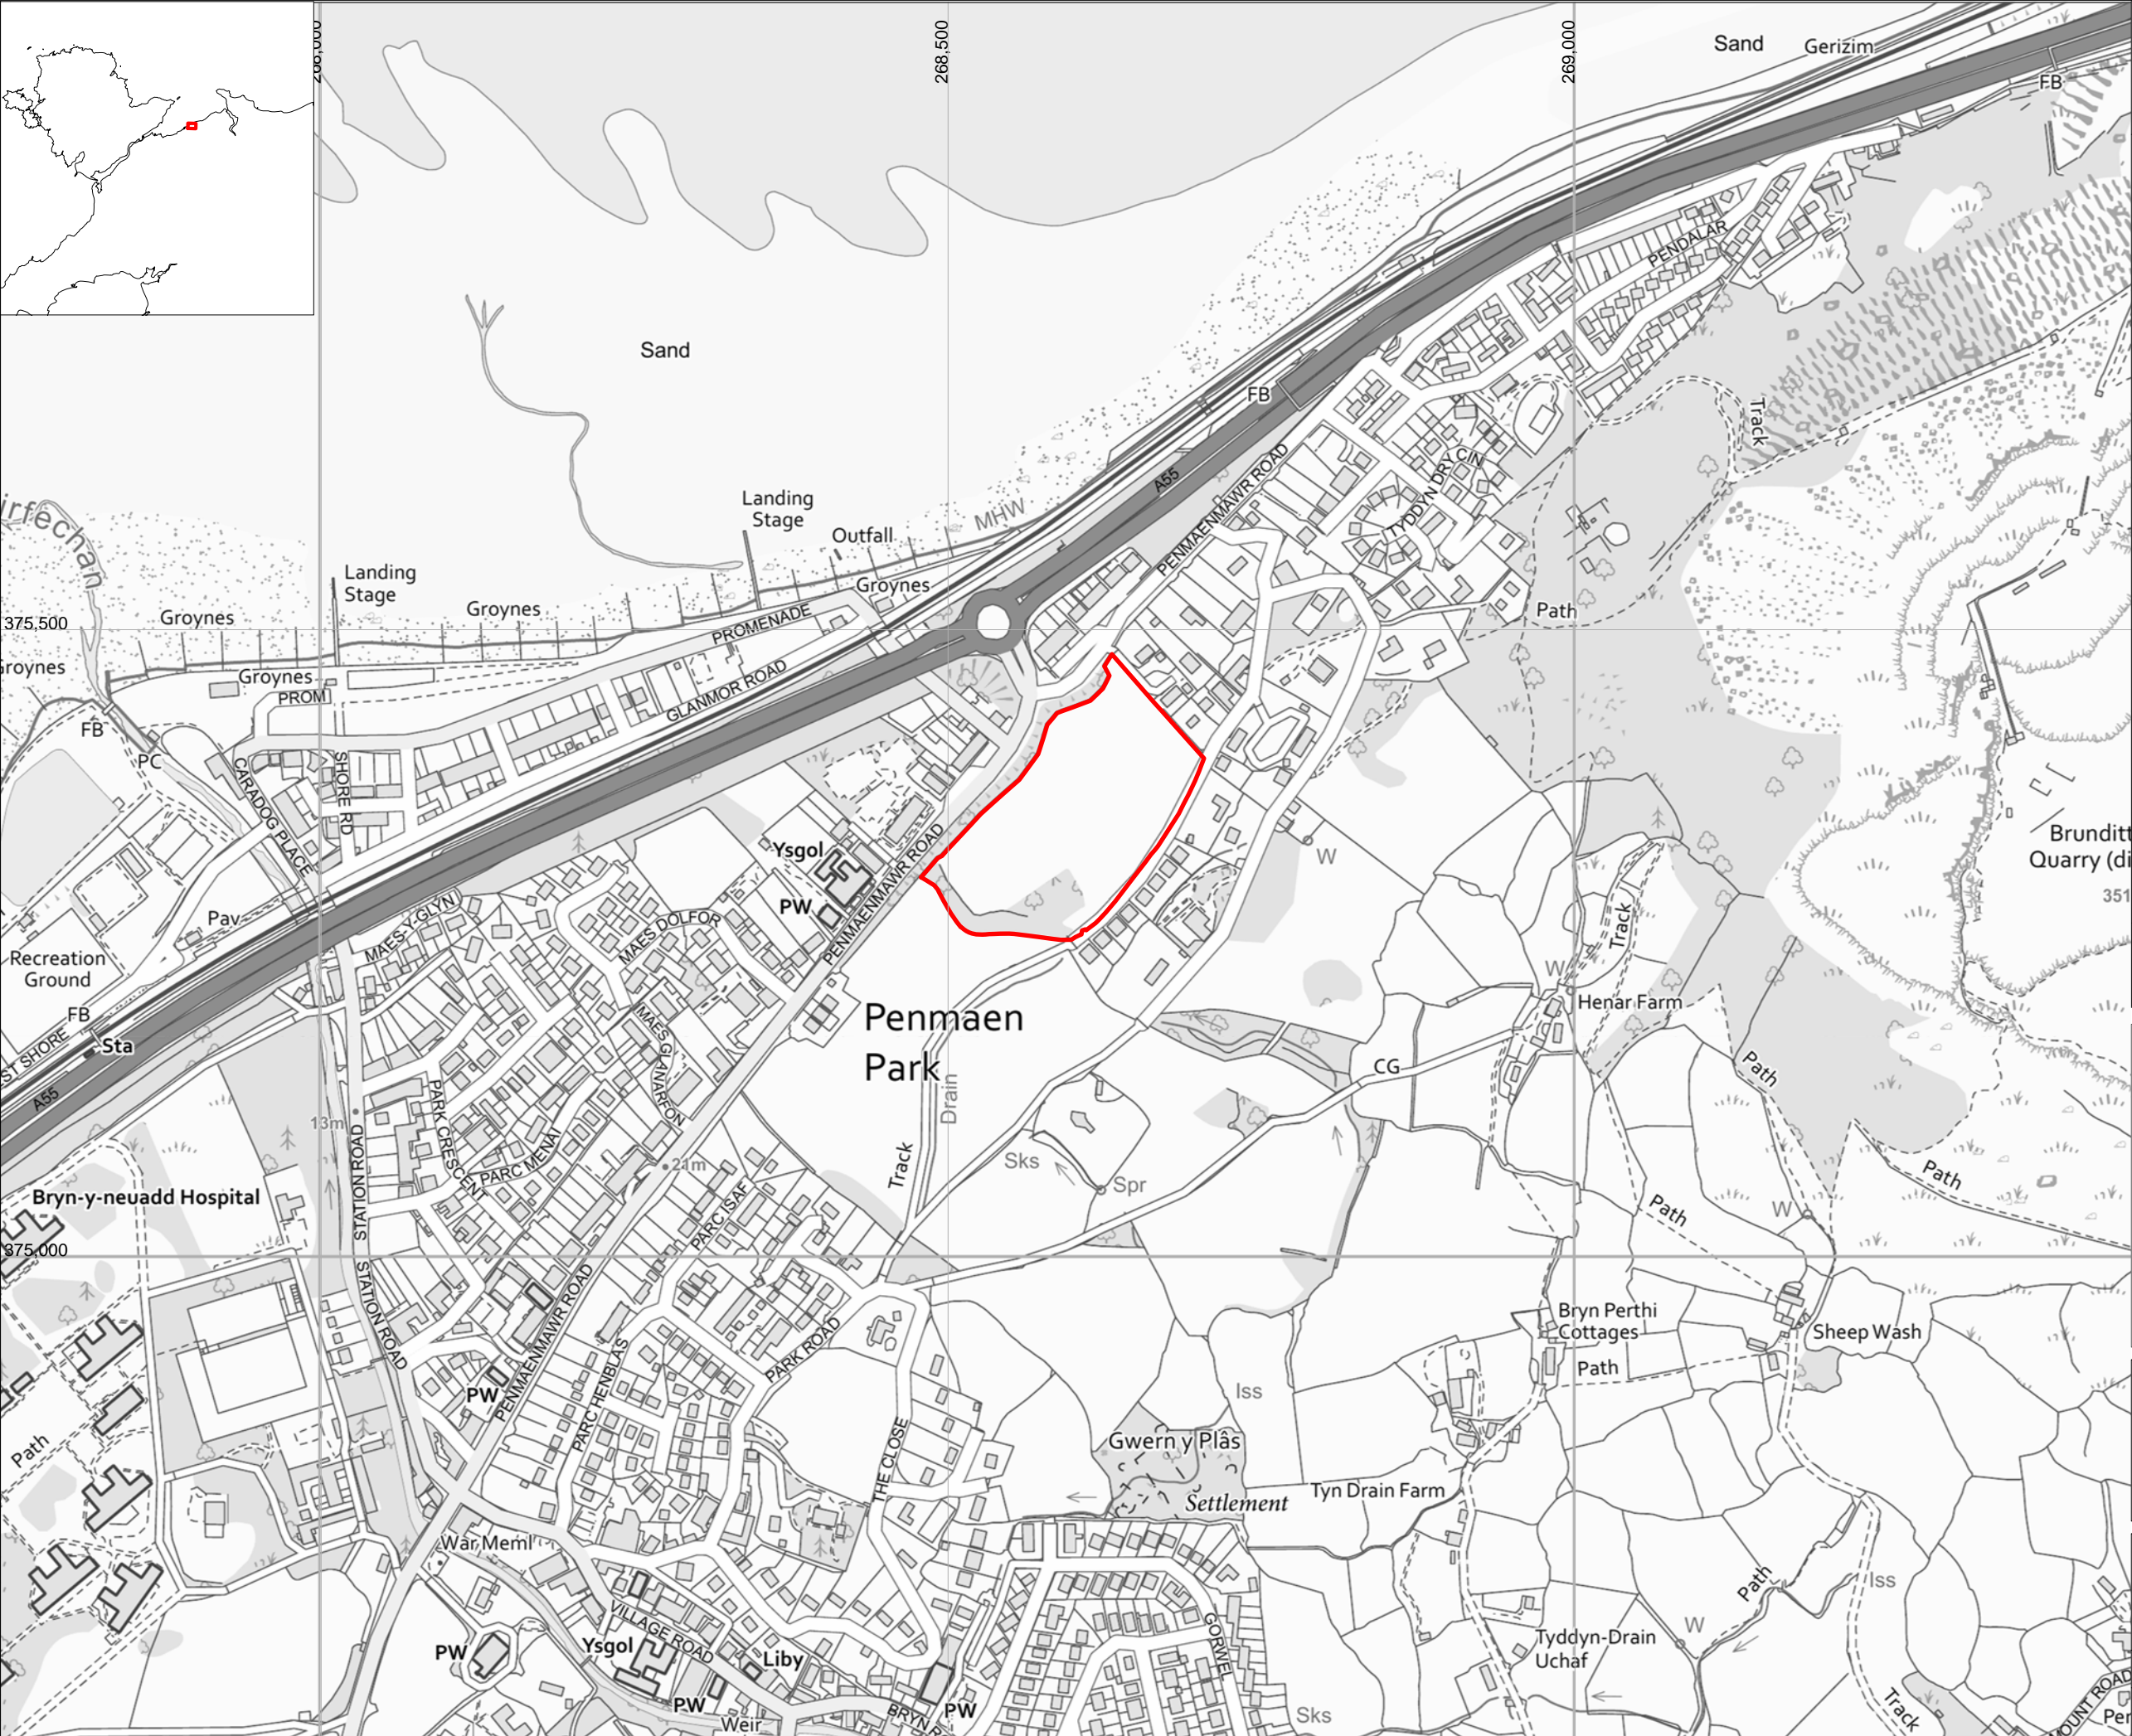 268,500
269,000
Sand
Gerizim
FB
PENDALAR
Sand
FB
Track
A55
PENMAENMAWR ROAD
TYDDYN DRYCIN
Landing
Stage
MHW
Outfall
Groynes
Landing
Stage
Groynes
Groynes
Path
375,500
PROMENADE
Groynes
Groynes
PROM
GLANMOR ROAD
FB
PC
SHORE RD
CARADOG PLACE
Ysgol
PW
PENMAENMAWR ROAD
W
Pav
MAES-Y-GLYN
MAES DOLFOR
Track
Recreation
Ground
W
Henar Farm
FB
Sta
Penmaen
Park
MAES GLANARFON
A55
CG
Path
Drain
PARK CRESCENT
13m
STATION ROAD
PARC MENAI
21m
Track
Sks
Spr
Path
Bryn-y-neuadd Hospital
PARC ISAF
Path
W
375,000
STATION ROAD
PENMAENMAWR ROAD
Bryn Perthi
Cottages
Sheep Wash
PARK ROAD
Path
PARC HENBLAS
PW
Iss
Path
THE CLOSE
Gwern y Plâs
Settlement
Tyn Drain Farm
War Meml
Path
Iss
VILLAGE ROAD
Ysgol
PW
Liby
GORWEL
W
Tyddyn-Drain
Uchaf
PW
Weir
PW
Sks
Track